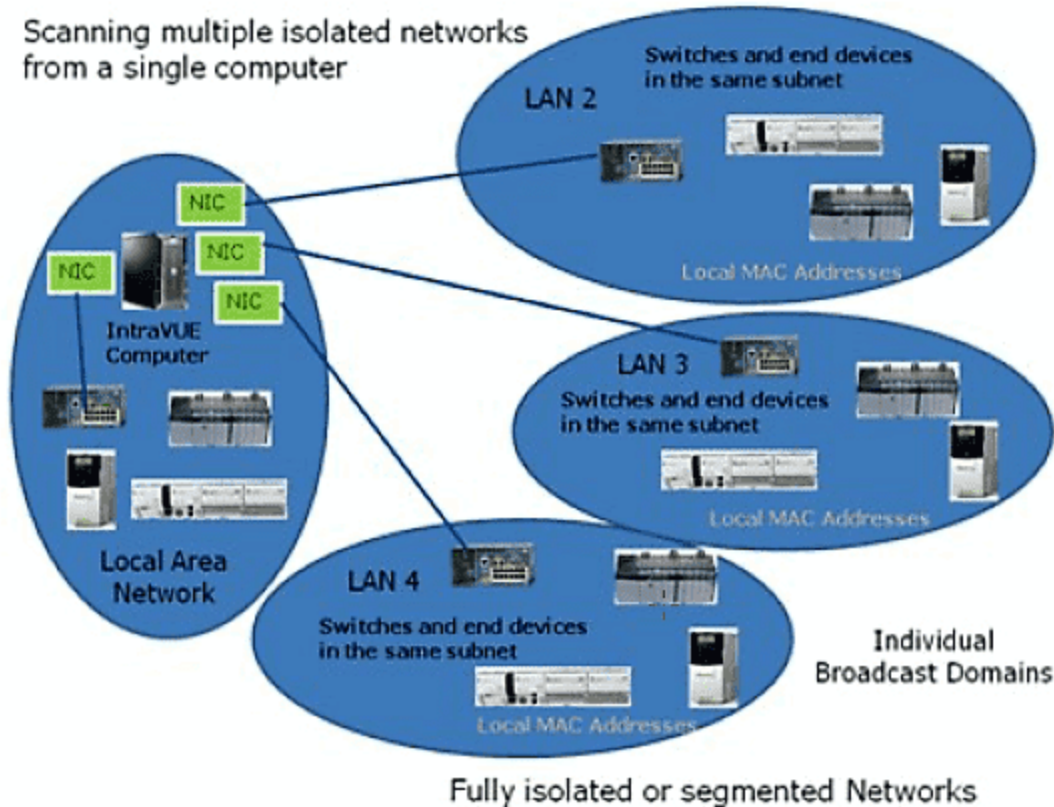 Scanning multiple isolated networks
from a single computer
LAN 2
Switches and end devices
in the same subnet
Local MAC Addresses
NIC
NIC
NIC
NIC
IntraVUE
Computer
Local Area
Network
LAN 3
Switches and end devices
in the same subnet
Local MAC Addresses
LAN 4
Switches and end devices
in the same subnet
Local MAC Addresses
Individual
Broadcast Domains
Fully isolated or segmented Networks